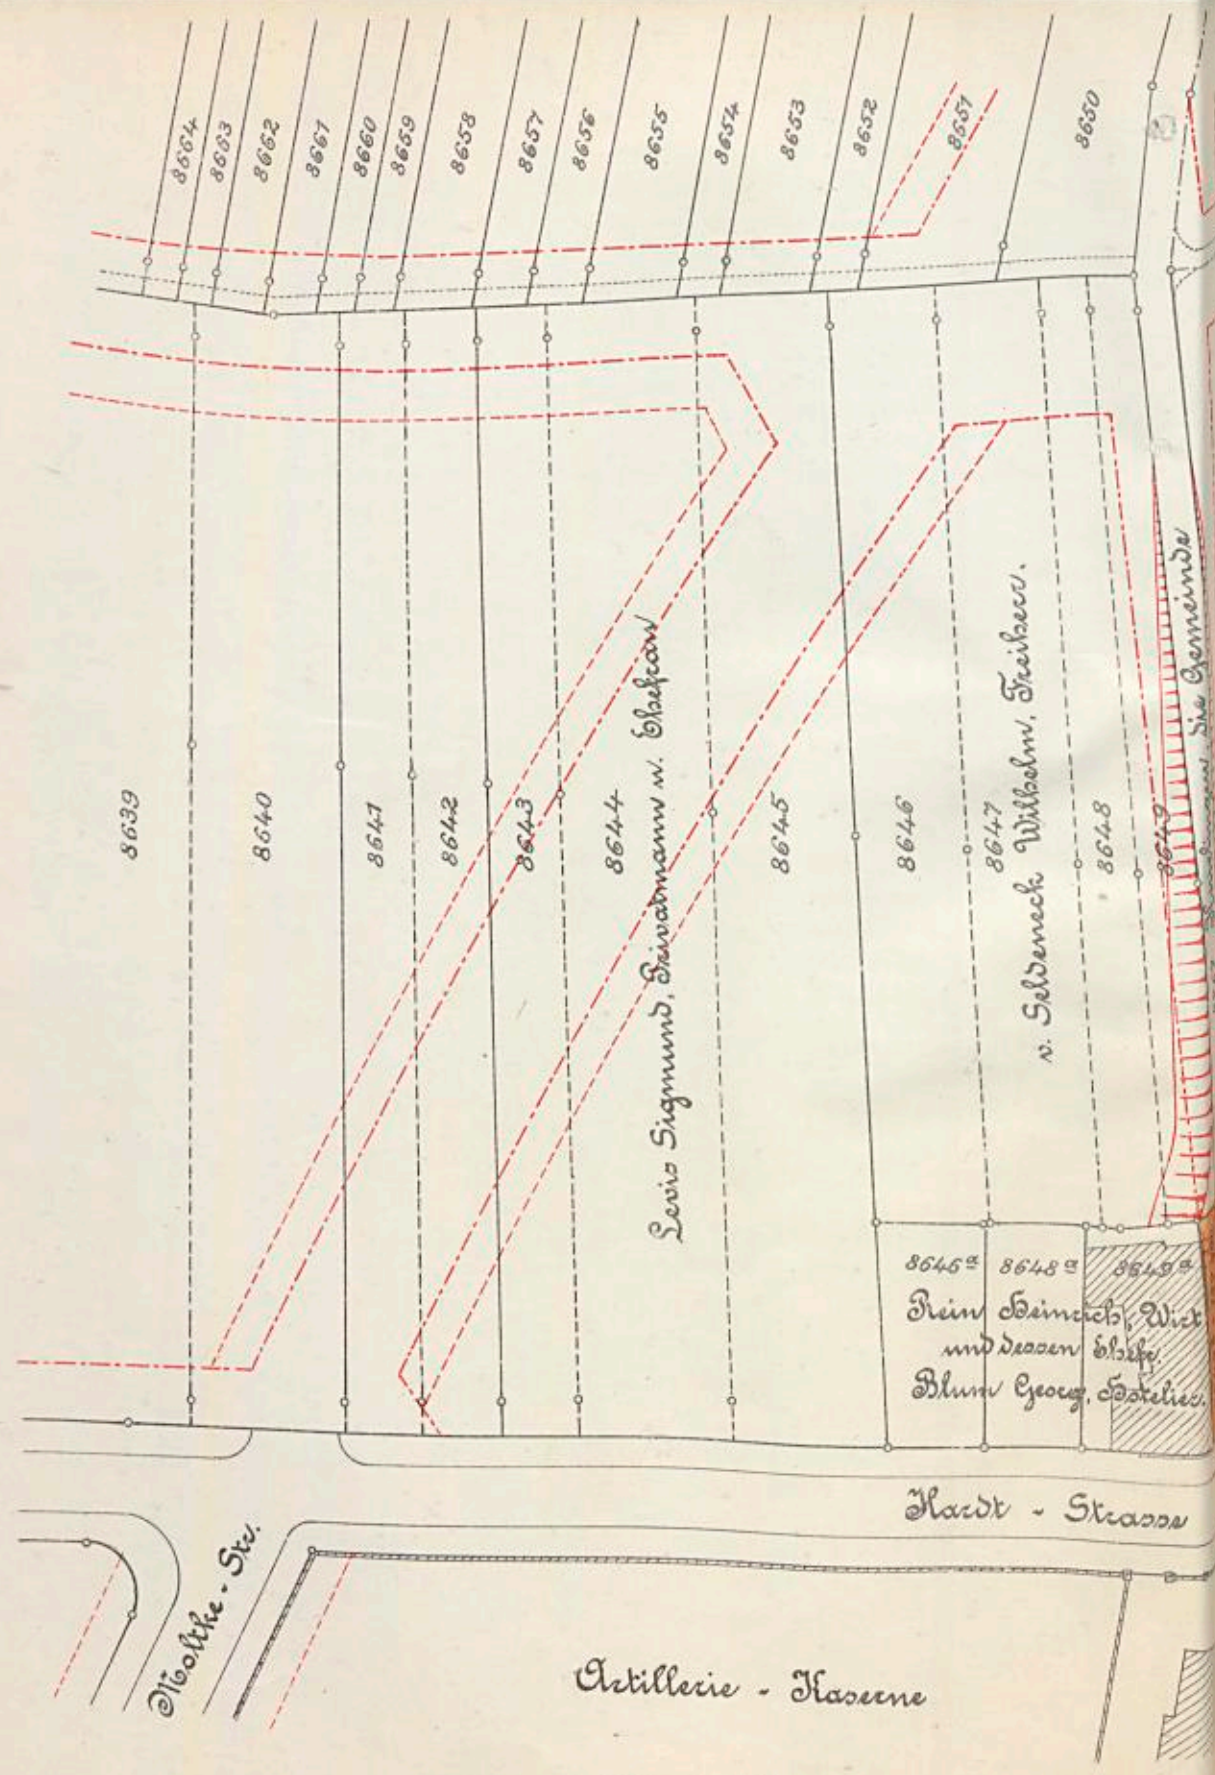 8664
8663
8662
8661
8660
8659
8658
8657
8656
8655
8654
8653
8652
8651
8650
8639
8640
8641
8642
8643
8644
Levis Sigmund, Privatmann u. Ehefrau
8645
8646
8647
v. Seldeneck Wilhelm, Freiherr.
8648
8649
die Gemeinde
8646a
8648a
8649a
Rein Heinrich, Wirt
und dessen Ehefr.
Blum Georg, Hotelier.
Hardt - Strasse
Moltke - Str.
Artillerie - Kaserne